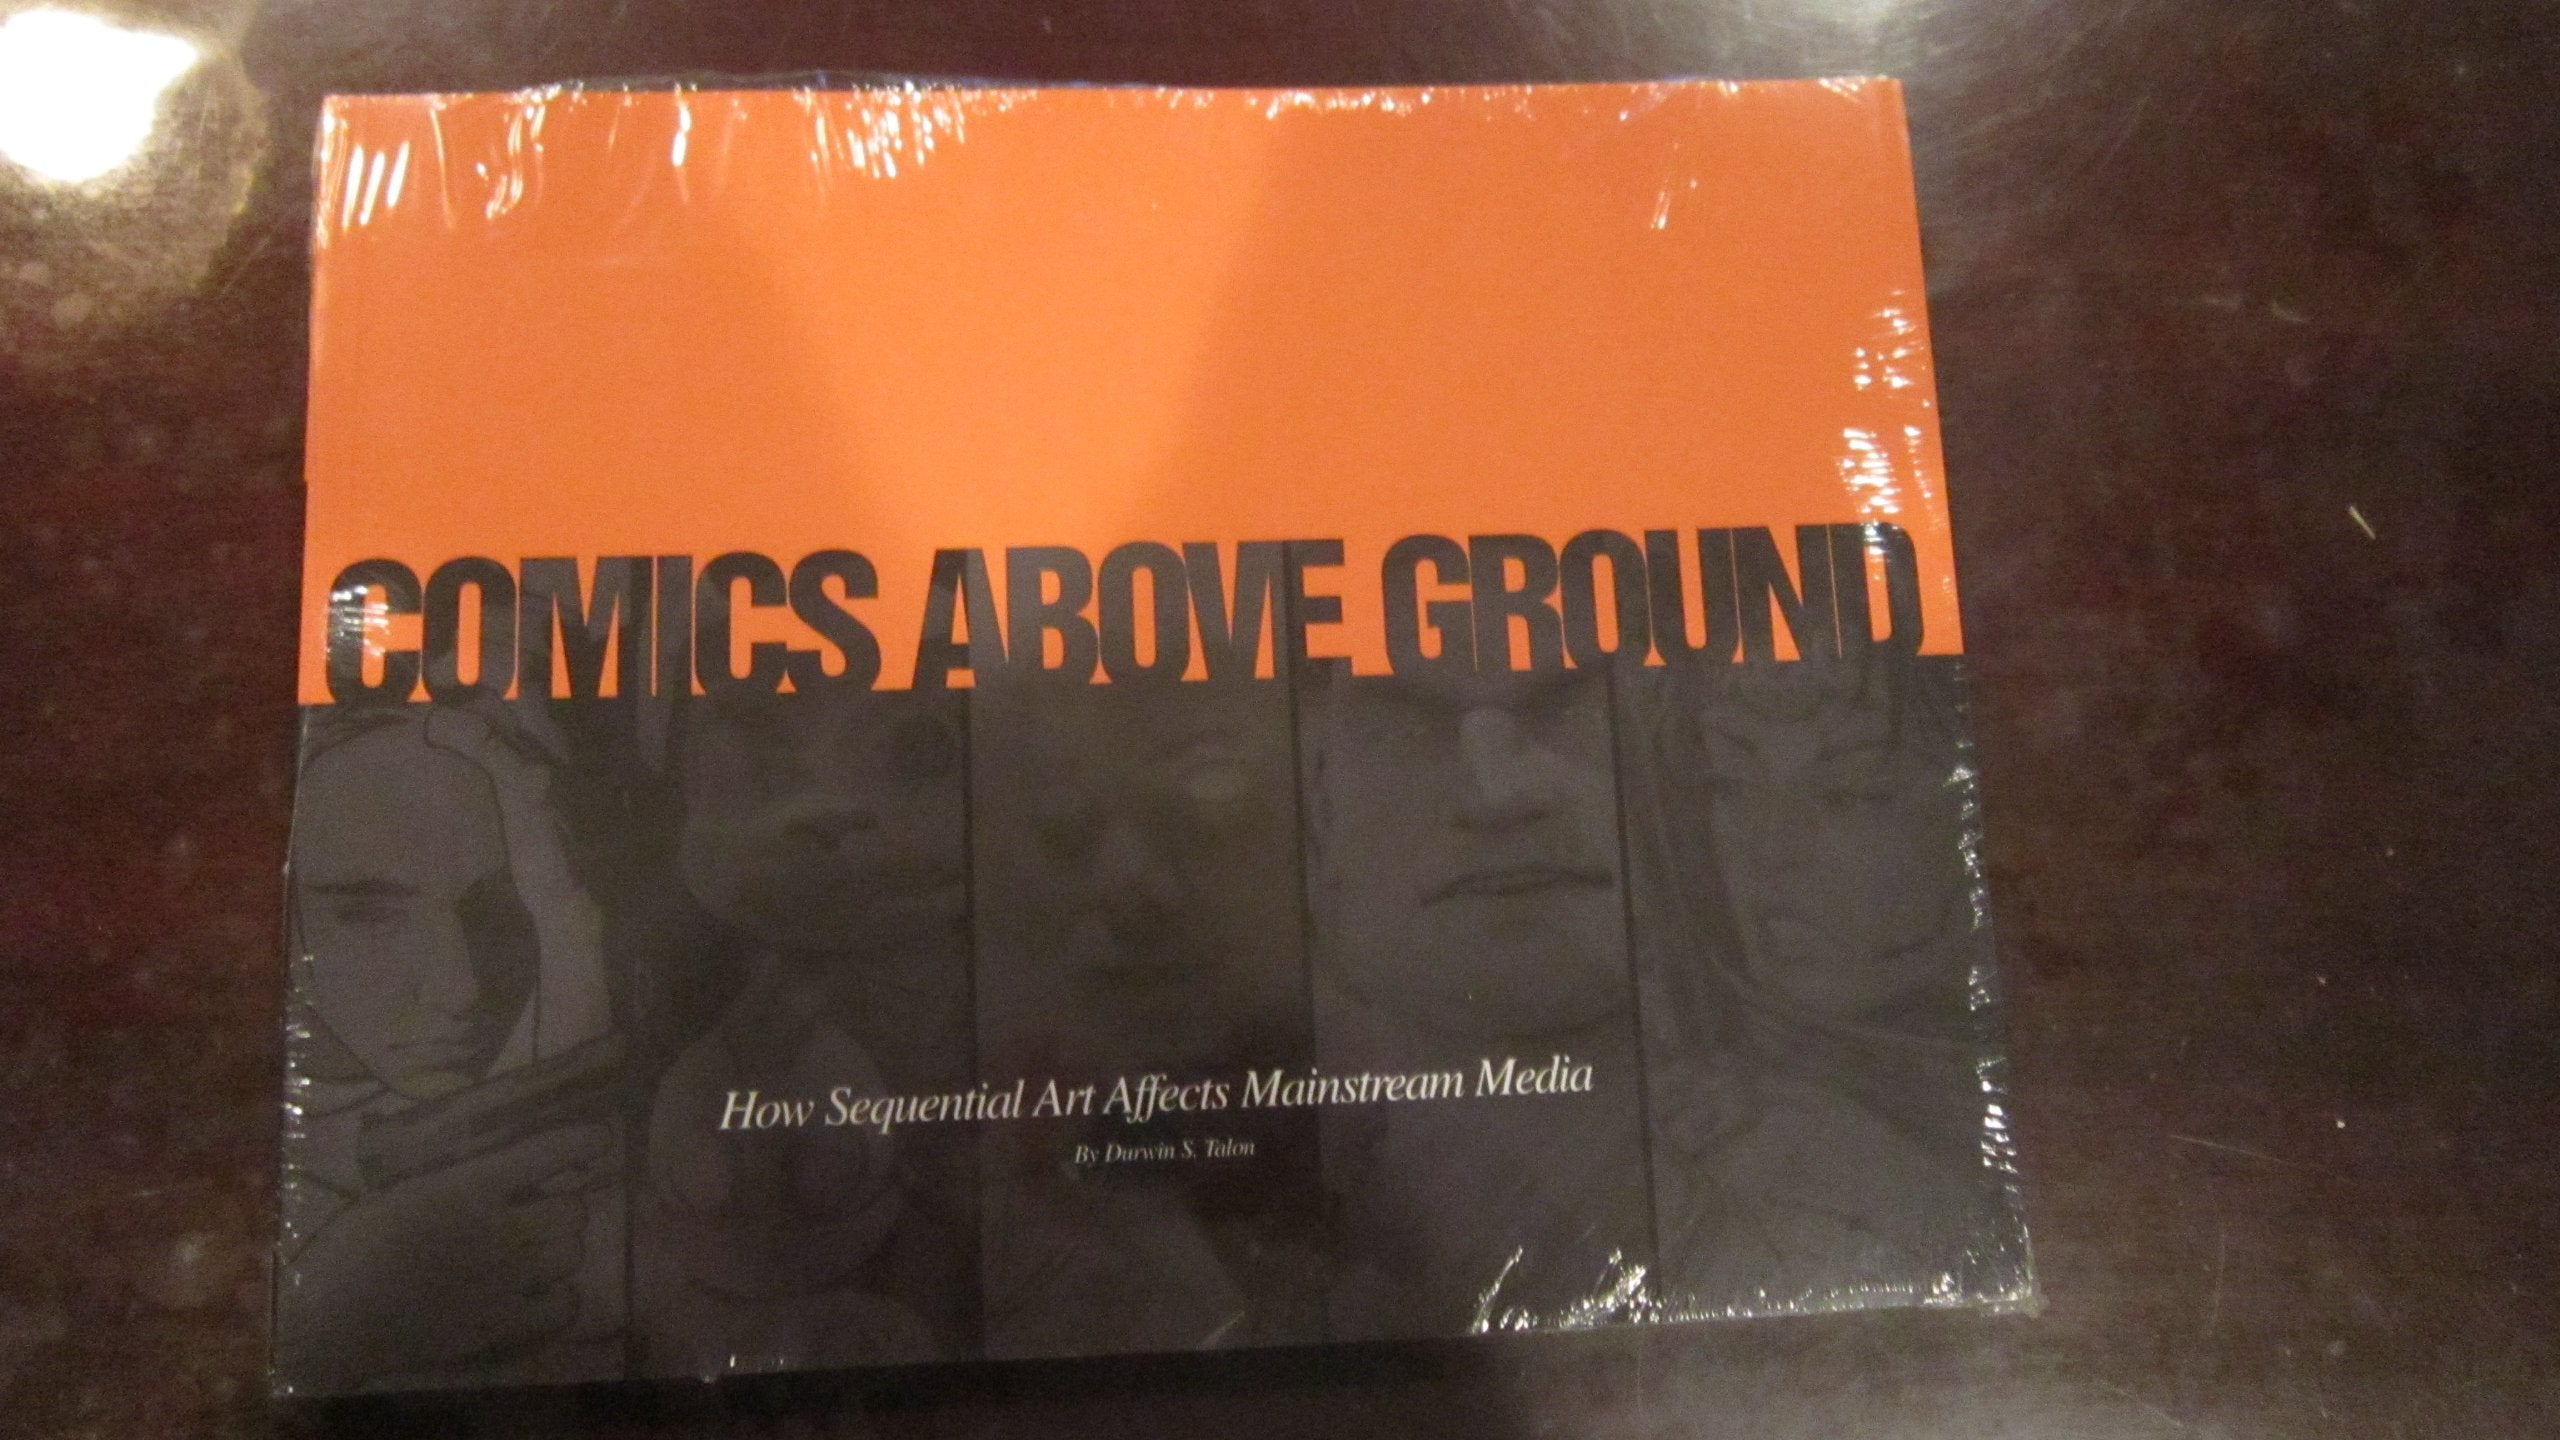 COMICS ABOVE GROUND
How Sequential Art Affects Mainstream Media
By Durwin S. Talon